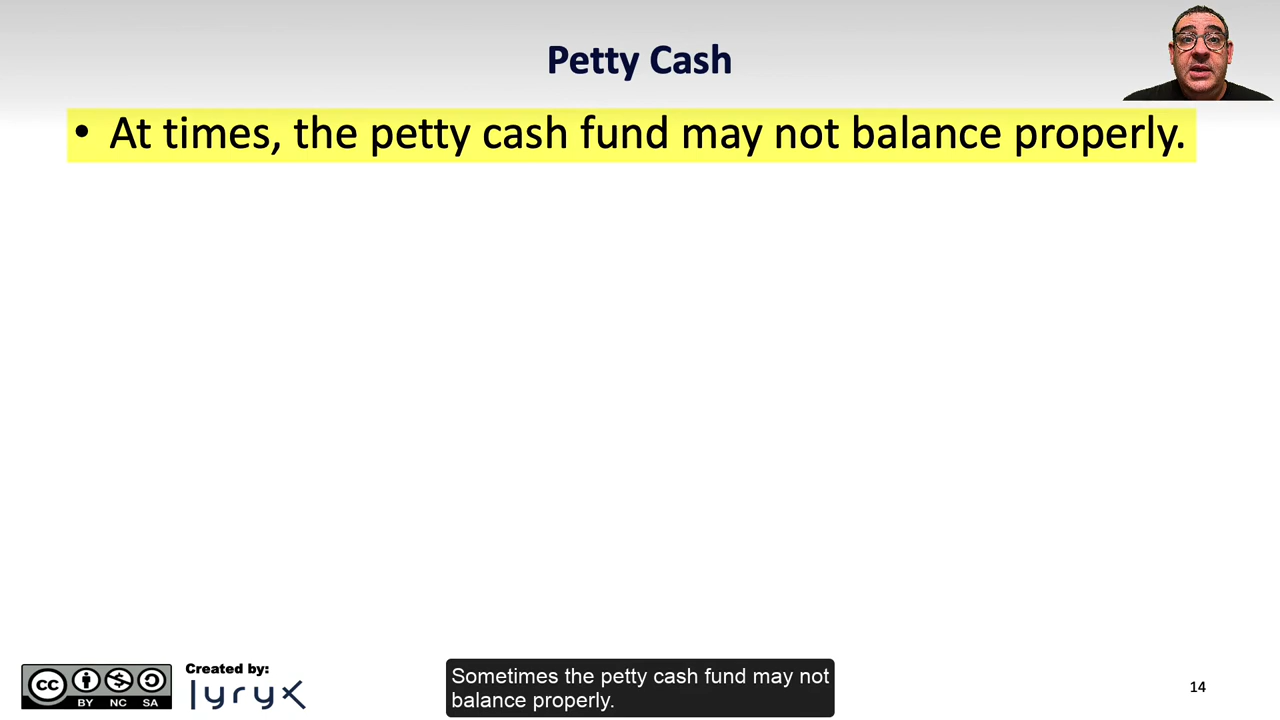 Petty Cash
• At times, the petty cash fund may not balance properly.
cc
BY NC SA
Created by:
lyryx
Sometimes the petty cash fund may not
balance properly.
14